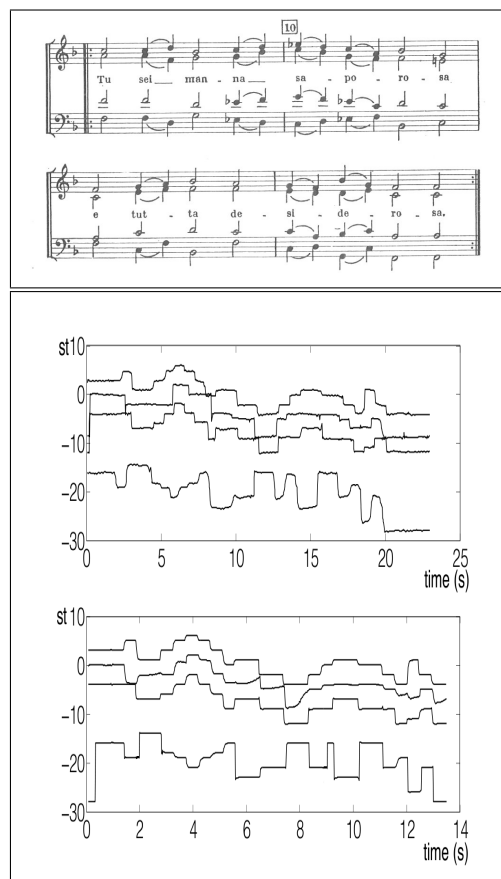 10
Tu sei man - na sa - po - ro - sa
e tut - ta de - si - de - ro - sa.
st10
0
−10
−20
−30
0 5 10 15 20 25
time (s)
st 10
0
−10
−20
−30
0 2 4 6 8 10 12 14
time (s)